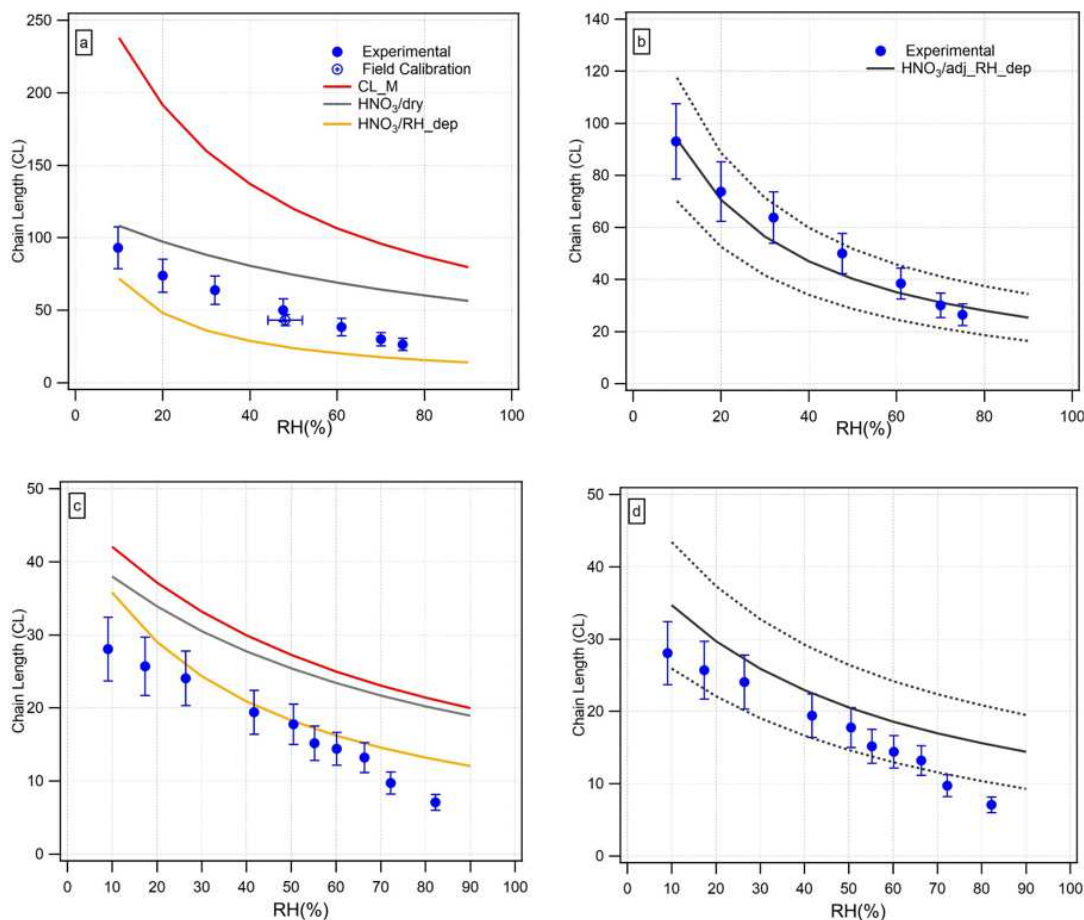 a
250
200
150
100
50
0
Chain Length (CL)
Experimental
Field Calibration
CL_M
HNO3/dry
HNO3/RH_dep
0 20 40 60 80 100
RH(%)
b
140
120
100
80
60
40
20
0
Chain Length (CL)
Experimental
HNO3/adj_RH_dep
0 20 40 60 80 100
RH(%)
c
50
40
30
20
10
0
Chain Length (CL)
0 10 20 30 40 50 60 70 80 90 100
RH(%)
d
50
40
30
20
10
0
Chain Length (CL)
0 10 20 30 40 50 60 70 80 90 100
RH(%)